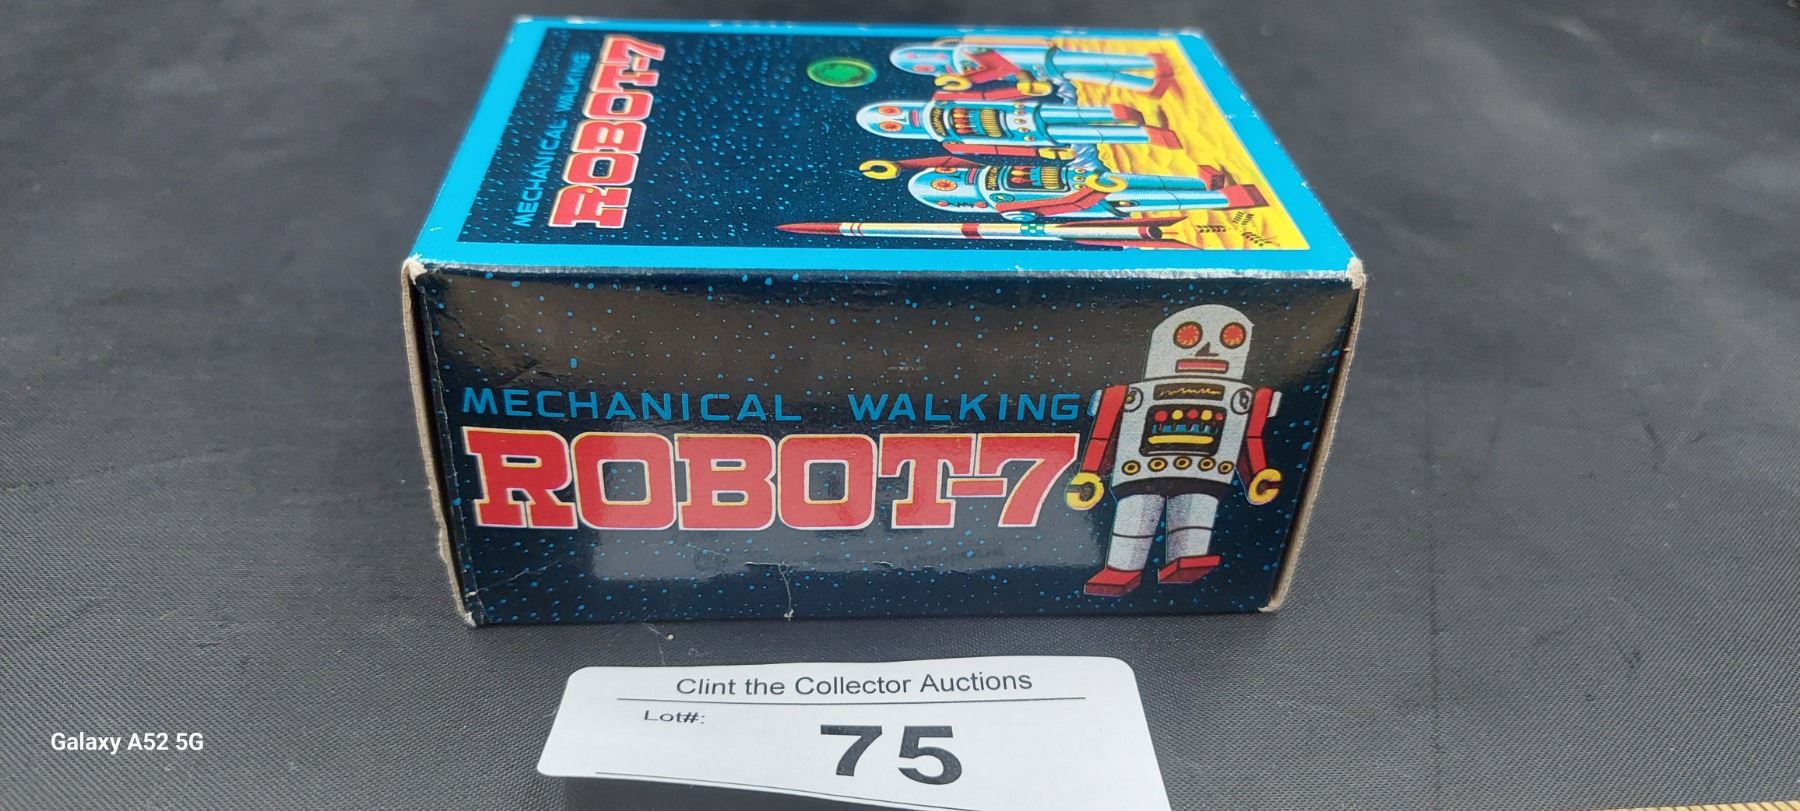 MECHANICAL WALKING
ROBOT-7
MECHANICAL WALKING
ROBOT-7
Clint the Collector Auctions
Lot#:
75
Galaxy A52 5G